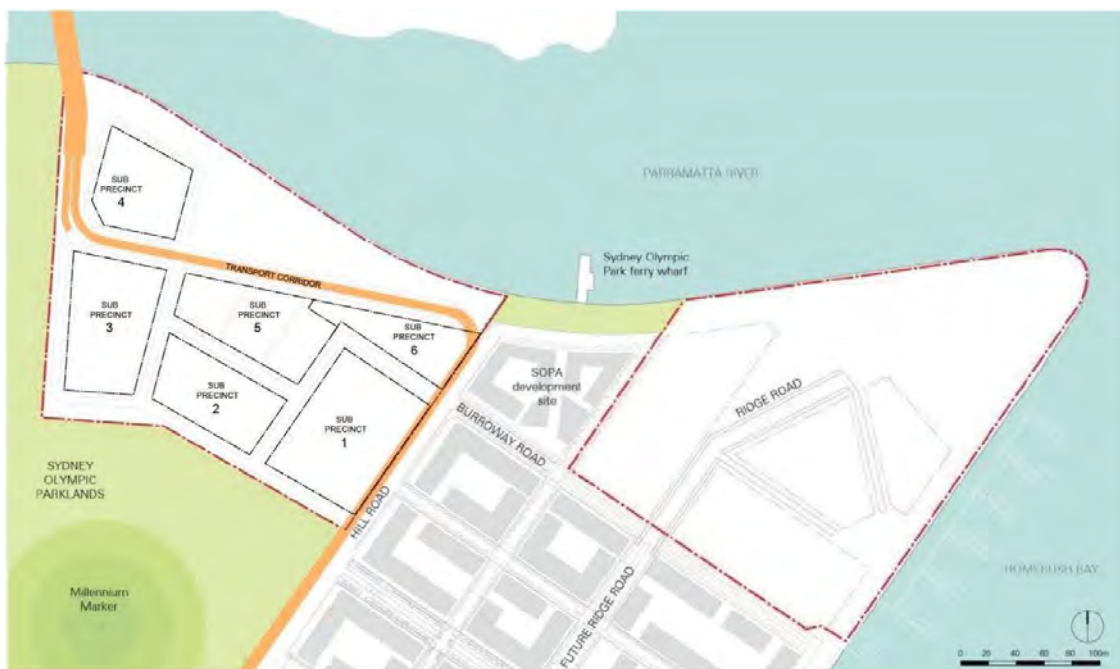 PARRAMATTA RIVER
SUB
PRECINCT
4
Sydney Olympic
Park ferry wharf
TRANSPORT CORRIDOR
SUB
PRECINCT
3
SUB
PRECINCT
5
SUB
PRECINCT
6
SUB
PRECINCT
2
SUB
PRECINCT
1
SOPA
development
site
BURROWAY ROAD
RIDGE ROAD
HILL ROAD
FUTURE RIDGE ROAD
SYDNEY
OLYMPIC
PARKLANDS
Millennium
Marker
HOMEBUSH BAY
0 20 40 60 80 100m